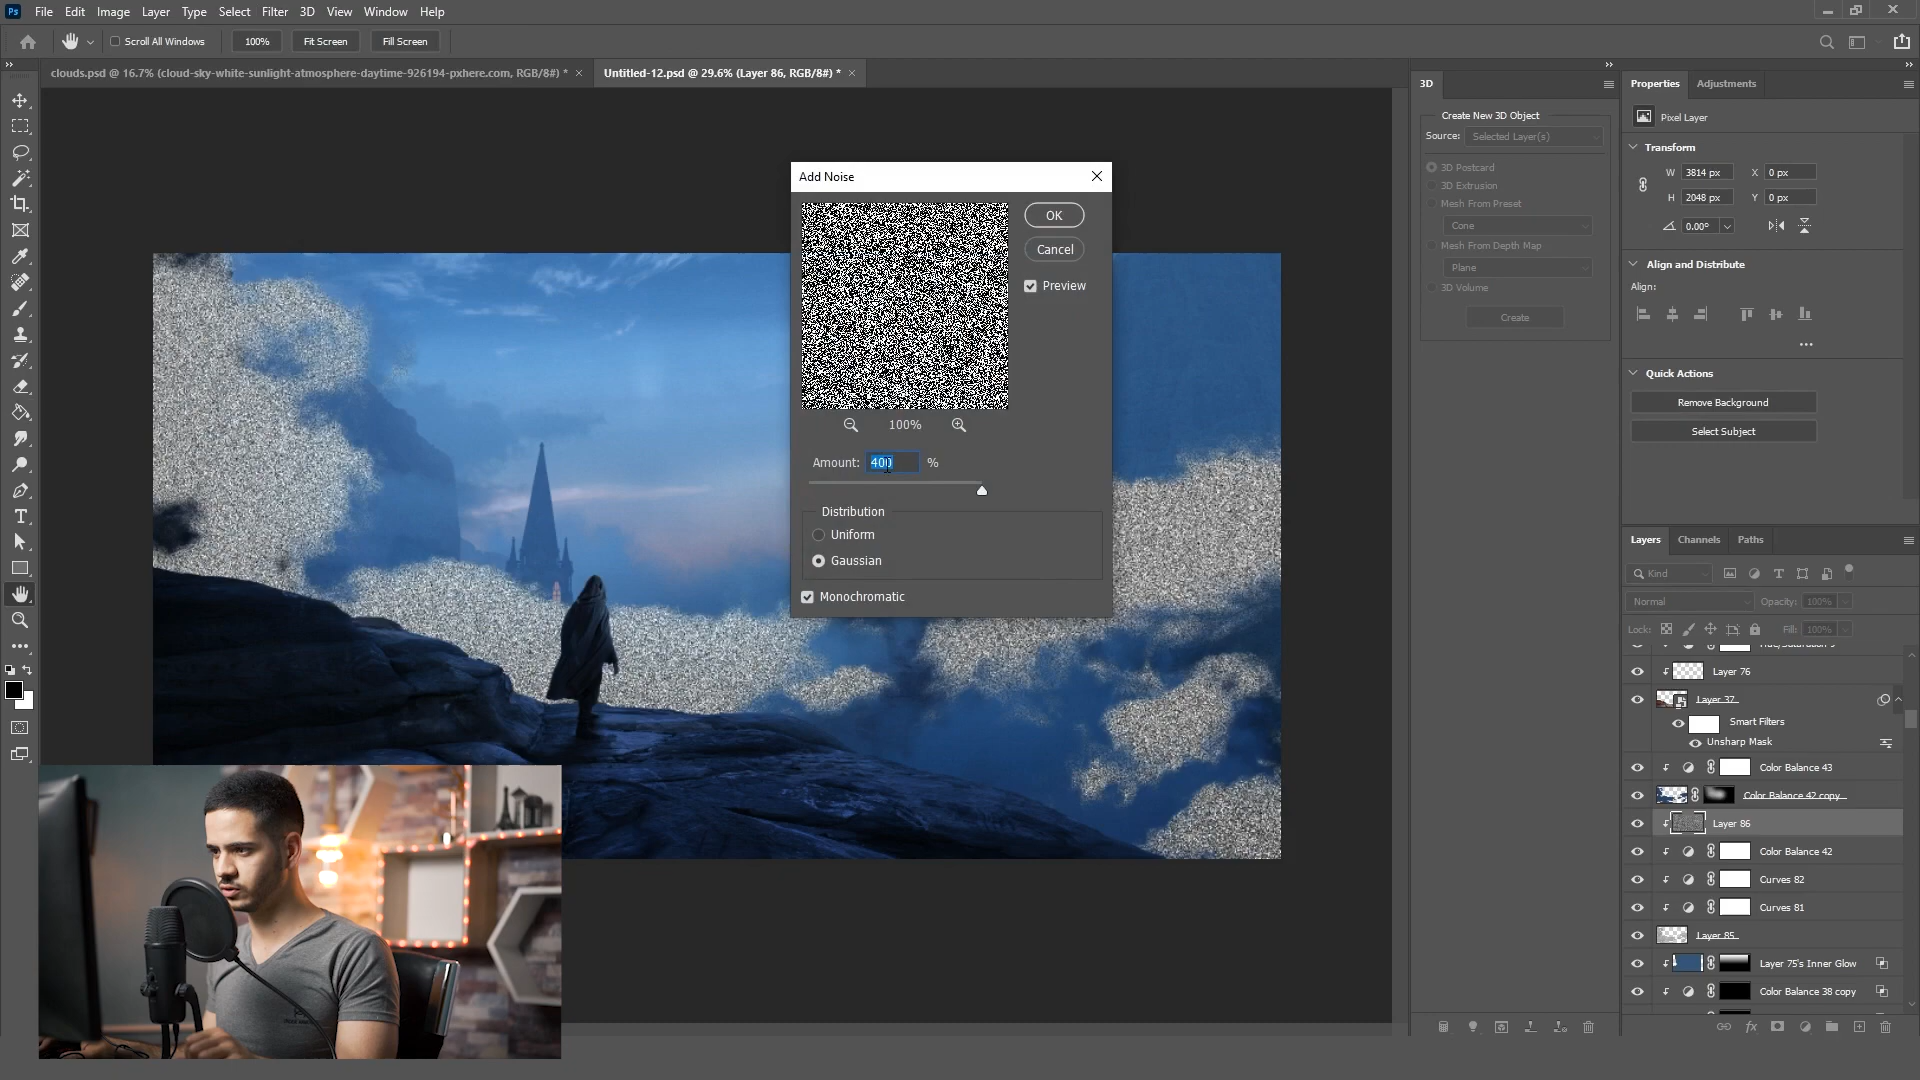 Ps File Edit Image Layer Type Select Filter 3D View Window Help
Scroll All Windows 100% Fit Screen Fill Screen
clouds.psd @ 16.7% (cloud-sky-white-sunlight-atmosphere-daytime-926194-pxhere.com, RGB/8#) * ×
Untitled-12.psd @ 29.6% (Layer 86, RGB/8#) * ×
Add Noise
OK
Cancel
Preview
100%
Amount: 400 %
Distribution
Uniform
Gaussian
Monochromatic
3D
Create New 3D Object
Source: Selected Layer(s)
3D Postcard
3D Extrusion
Mesh From Preset
Cone
Mesh From Depth Map
Plane
3D Volume
Create
Properties Adjustments
Pixel Layer
Transform
W 3814 px X 0 px
H 2048 px Y 0 px
0.00°
Align and Distribute
Align:
Quick Actions
Remove Background
Select Subject
Layers Channels Paths
Kind
Normal Opacity: 100%
Lock: Fill: 100%
Layer 76
Layer 37
Smart Filters
Unsharp Mask
Color Balance 43
Color Balance 42 copy
Layer 86
Color Balance 42
Curves 82
Curves 81
Layer 85
Layer 75's Inner Glow
Color Balance 38 copy
fx